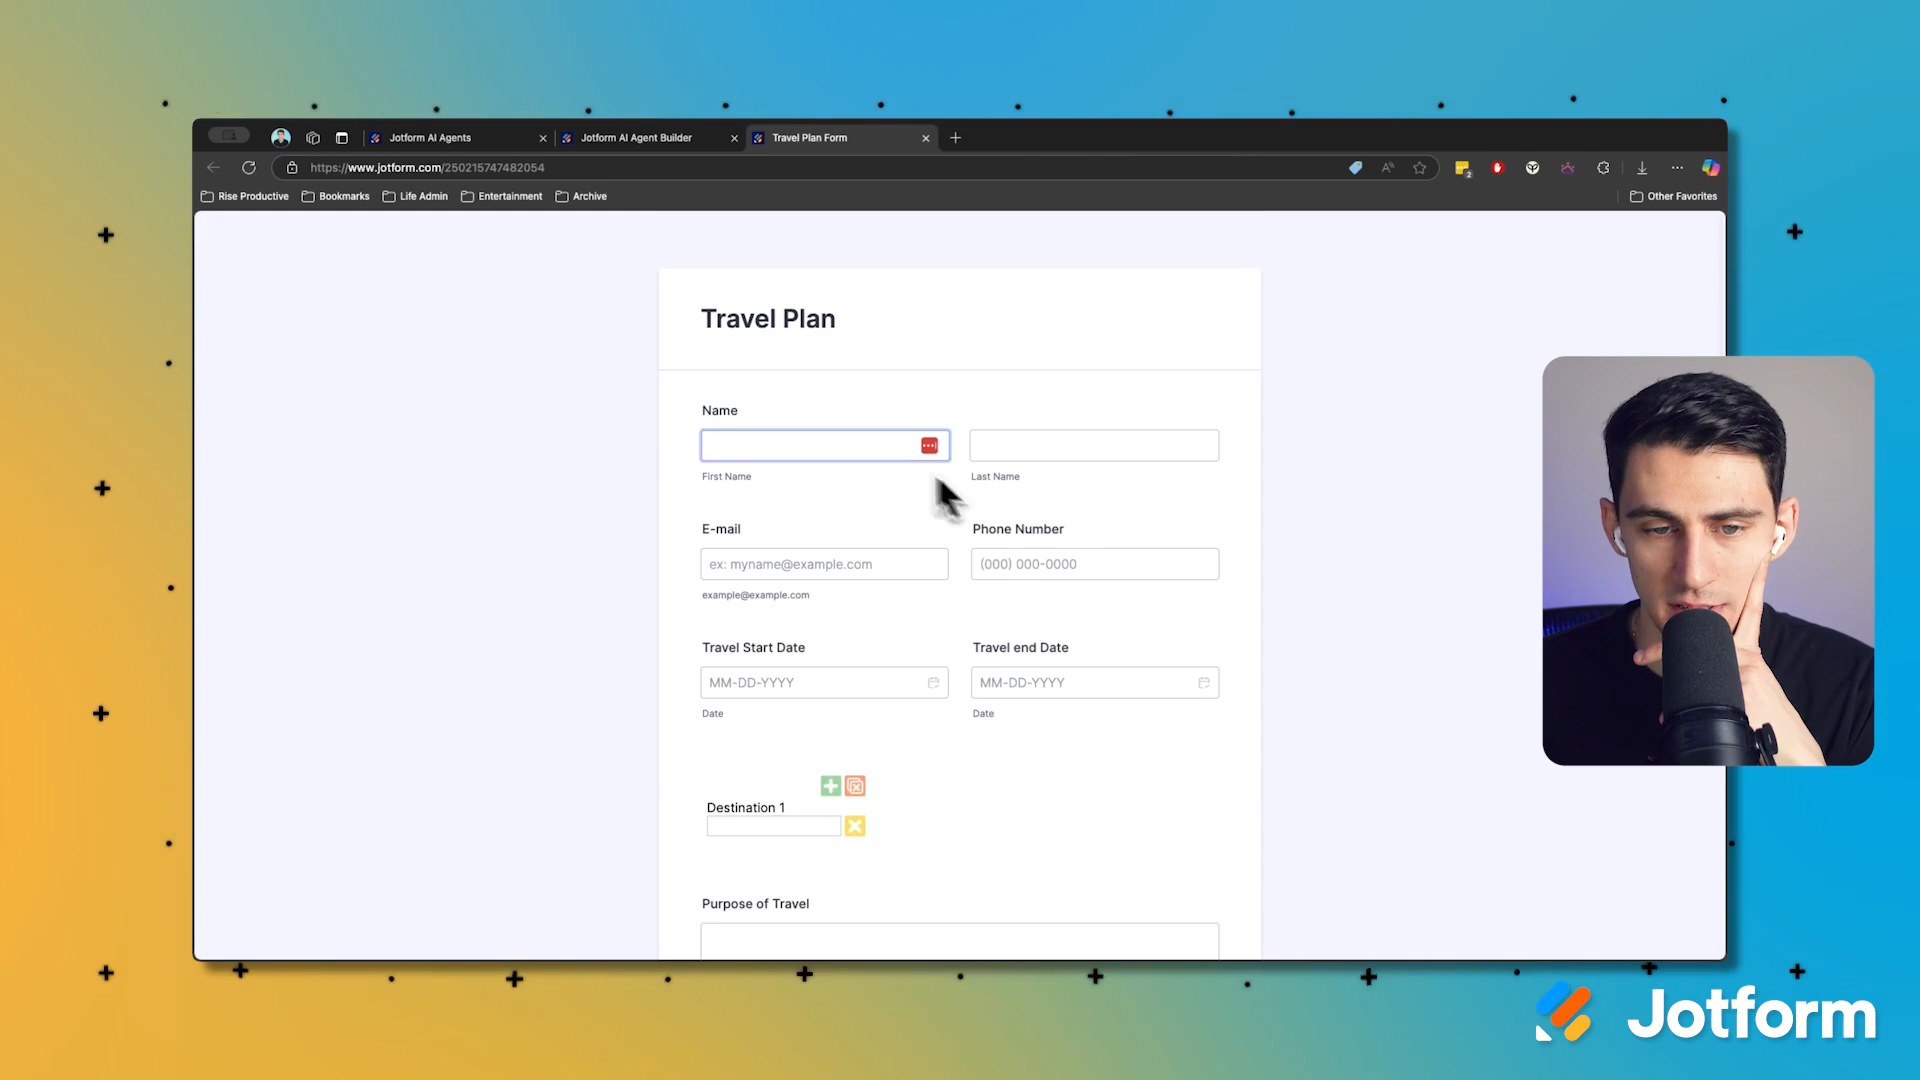 Jotform AI Agents
Jotform AI Agent Builder
Travel Plan Form
https://www.jotform.com/250215747482054
2
Rise Productive
Bookmarks
Life Admin
Entertainment
Archive
Other Favorites
Travel Plan
Name
First Name
Last Name
E-mail
Phone Number
ex: myname@example.com
(000) 000-0000
example@example.com
Travel Start Date
Travel end Date
MM-DD-YYYY
MM-DD-YYYY
Date
Date
Destination 1
Purpose of Travel
Jotform